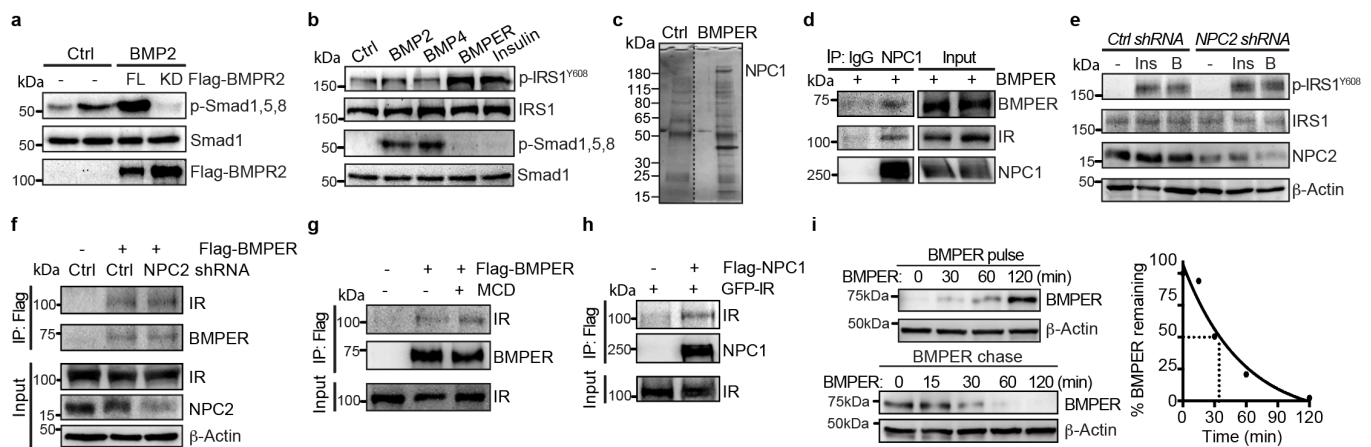 a
Ctrl BMP2
kDa - - FL KD Flag-BMPR2
50 p-Smad1,5,8
50 Smad1
100 Flag-BMPR2
b
Ctrl BMP2 BMP4 BMPER Insulin
kDa
150 p-IRS1Y608
150 IRS1
50 p-Smad1,5,8
50 Smad1
c
Ctrl BMPER
kDa
180 NPC1
115
82
65
50
35
30
25
15
d
IP: IgG NPC1 Input
kDa + + + + BMPER
75 BMPER
100 IR
250 NPC1
e
Ctrl shRNA NPC2 shRNA
kDa - Ins B - Ins B
150 p-IRS1Y608
150 IRS1
15 NPC2
50 β-Actin
f
- + + Flag-BMPER
kDa Ctrl Ctrl NPC2 shRNA
IP: Flag
100 IR
75 BMPER
Input
100 IR
15 NPC2
50 β-Actin
g
- + + Flag-BMPER
kDa - - + MCD
IP: Flag
100 IR
75 BMPER
Input
100 IR
h
- + Flag-NPC1
kDa + + GFP-IR
IP: Flag
100 IR
250 NPC1
Input
100 IR
i
BMPER pulse
BMPER: 0 30 60 120 (min)
75kDa BMPER
50kDa β-Actin
BMPER chase
BMPER: 0 15 30 60 120 (min)
75kDa BMPER
50kDa β-Actin
% BMPER remaining
100
50
0
0 30 60 90 120
Time (min)